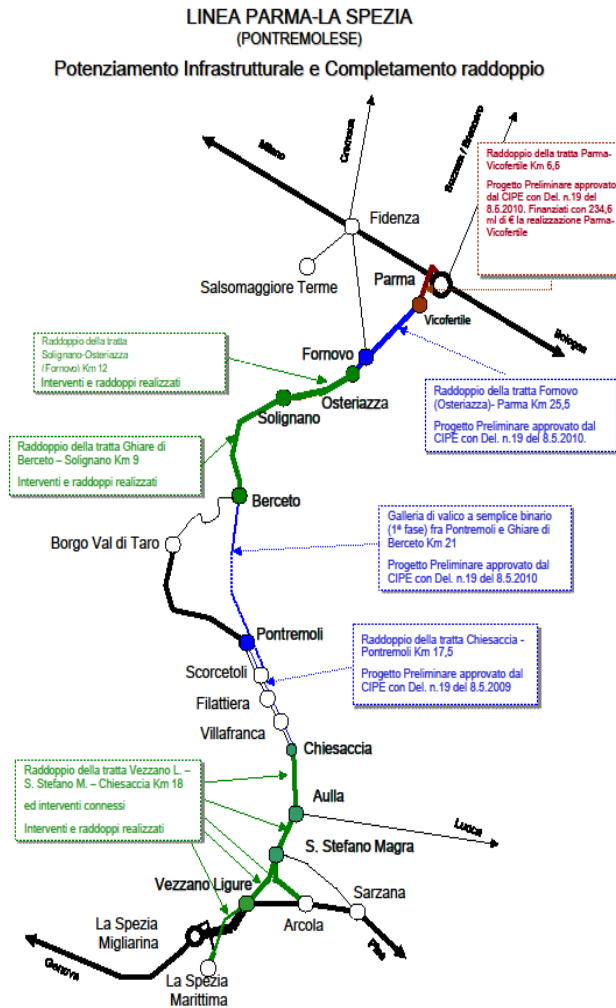 LINEA PARMA-LA SPEZIA
(PONTREMOLESE)
Potenziamento Infrastrutturale e Completamento raddoppio
Milano
Cremona
Bozzano / Brennero
Raddoppio della tratta Parma-
Vicofertile Km 6,6
Progetto Preliminare approvato
dal CIPE con Del. n.19 del
8.5.2010. Finanziati con 234,6
ml di € la realizzazione Parma-
Vicofertile
Fidenza
Salsomaggiore Terme
Parma
Vicofertile
Bologna
Raddoppio della tratta
Solignano-Osteriazza
(Fornovo) Km 12
Interventi e raddoppi realizzati
Fornovo
Osteriazza
Solignano
Raddoppio della tratta Fornovo
(Osteriazza)- Parma Km 25,5
Progetto Preliminare approvato dal
CIPE con Del. n.19 del 8.5.2010.
Raddoppio della tratta Ghiare di
Berceto – Solignano Km 9
Interventi e raddoppi realizzati
Berceto
Borgo Val di Taro
Galleria di valico a semplice binario
(1ª fase) fra Pontremoli e Ghiare di
Berceto Km 21
Progetto Preliminare approvato dal
CIPE con Del. n.19 del 8.5.2010
Pontremoli
Scorcetoli
Filattiera
Villafranca
Chiesaccia
Raddoppio della tratta Chiesaccia -
Pontremoli Km 17,5
Progetto Preliminare approvato dal
CIPE con Del. n.19 del 8.5.2009
Raddoppio della tratta Vezzano L. –
S. Stefano M. – Chiesaccia Km 18
ed interventi connessi
Interventi e raddoppi realizzati
Aulla
Lucca
S. Stefano Magra
Vezzano Ligure
Sarzana
Arcola
La Spezia
Migliarina
Pisa
Genova
La Spezia
Marittima